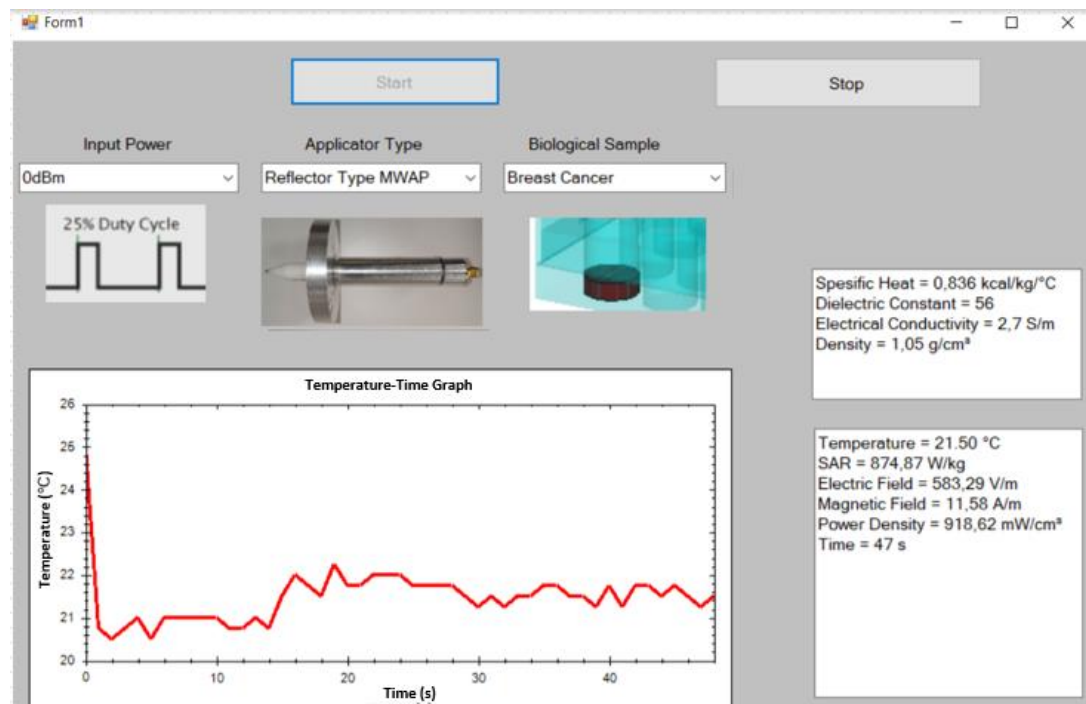 Form1
Start
Stop
Input Power
Applicator Type
Biological Sample
0dBm
Reflector Type MWAP
Breast Cancer
25% Duty Cycle
Spesific Heat = 0,836 kcal/kg/°C
Dielectric Constant = 56
Electrical Conductivity = 2,7 S/m
Density = 1,05 g/cm³
Temperature-Time Graph
26
25
24
23
22
21
20
Temperature (°C)
0
10
20
30
40
Time (s)
Temperature = 21.50 °C
SAR = 874,87 W/kg
Electric Field = 583,29 V/m
Magnetic Field = 11,58 A/m
Power Density = 918,62 mW/cm³
Time = 47 s